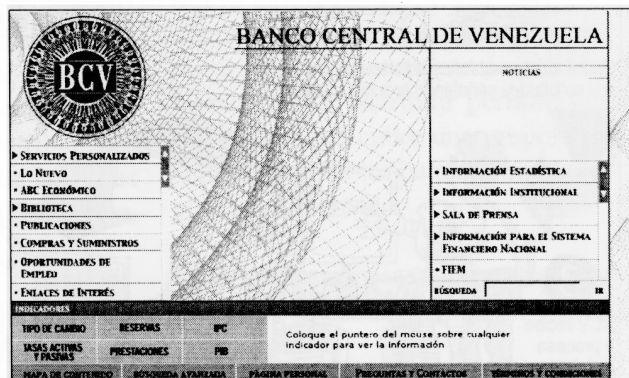 BANCO CENTRAL DE VENEZUELA
BCV
NOTICIAS
▶ SERVICIOS PERSONALIZADOS
• LO NUEVO
• ABC ECONÓMICO
▶ BIBLIOTECA
• PUBLICACIONES
• COMPRAS Y SUMINISTROS
• OPORTUNIDADES DE
EMPLEO
• ENLACES DE INTERÉS
• INFORMACIÓN ESTADÍSTICA
▶ INFORMACIÓN INSTITUCIONAL
▶ SALA DE PRENSA
▶ INFORMACIÓN PARA EL SISTEMA
FINANCIERO NACIONAL
• FIEM
BÚSQUEDA IR
INDICADORES
TIPO DE CAMBIO RESERVAS IPC
TASAS ACTIVAS
Y PASIVAS PRESTACIONES PIB
Coloque el puntero del mouse sobre cualquier
indicador para ver la información
MAPA DE CONTENIDO BÚSQUEDA AVANZADA PÁGINA PERSONAL PREGUNTAS Y CONTACTOS TÉRMINOS Y CONDICIONES